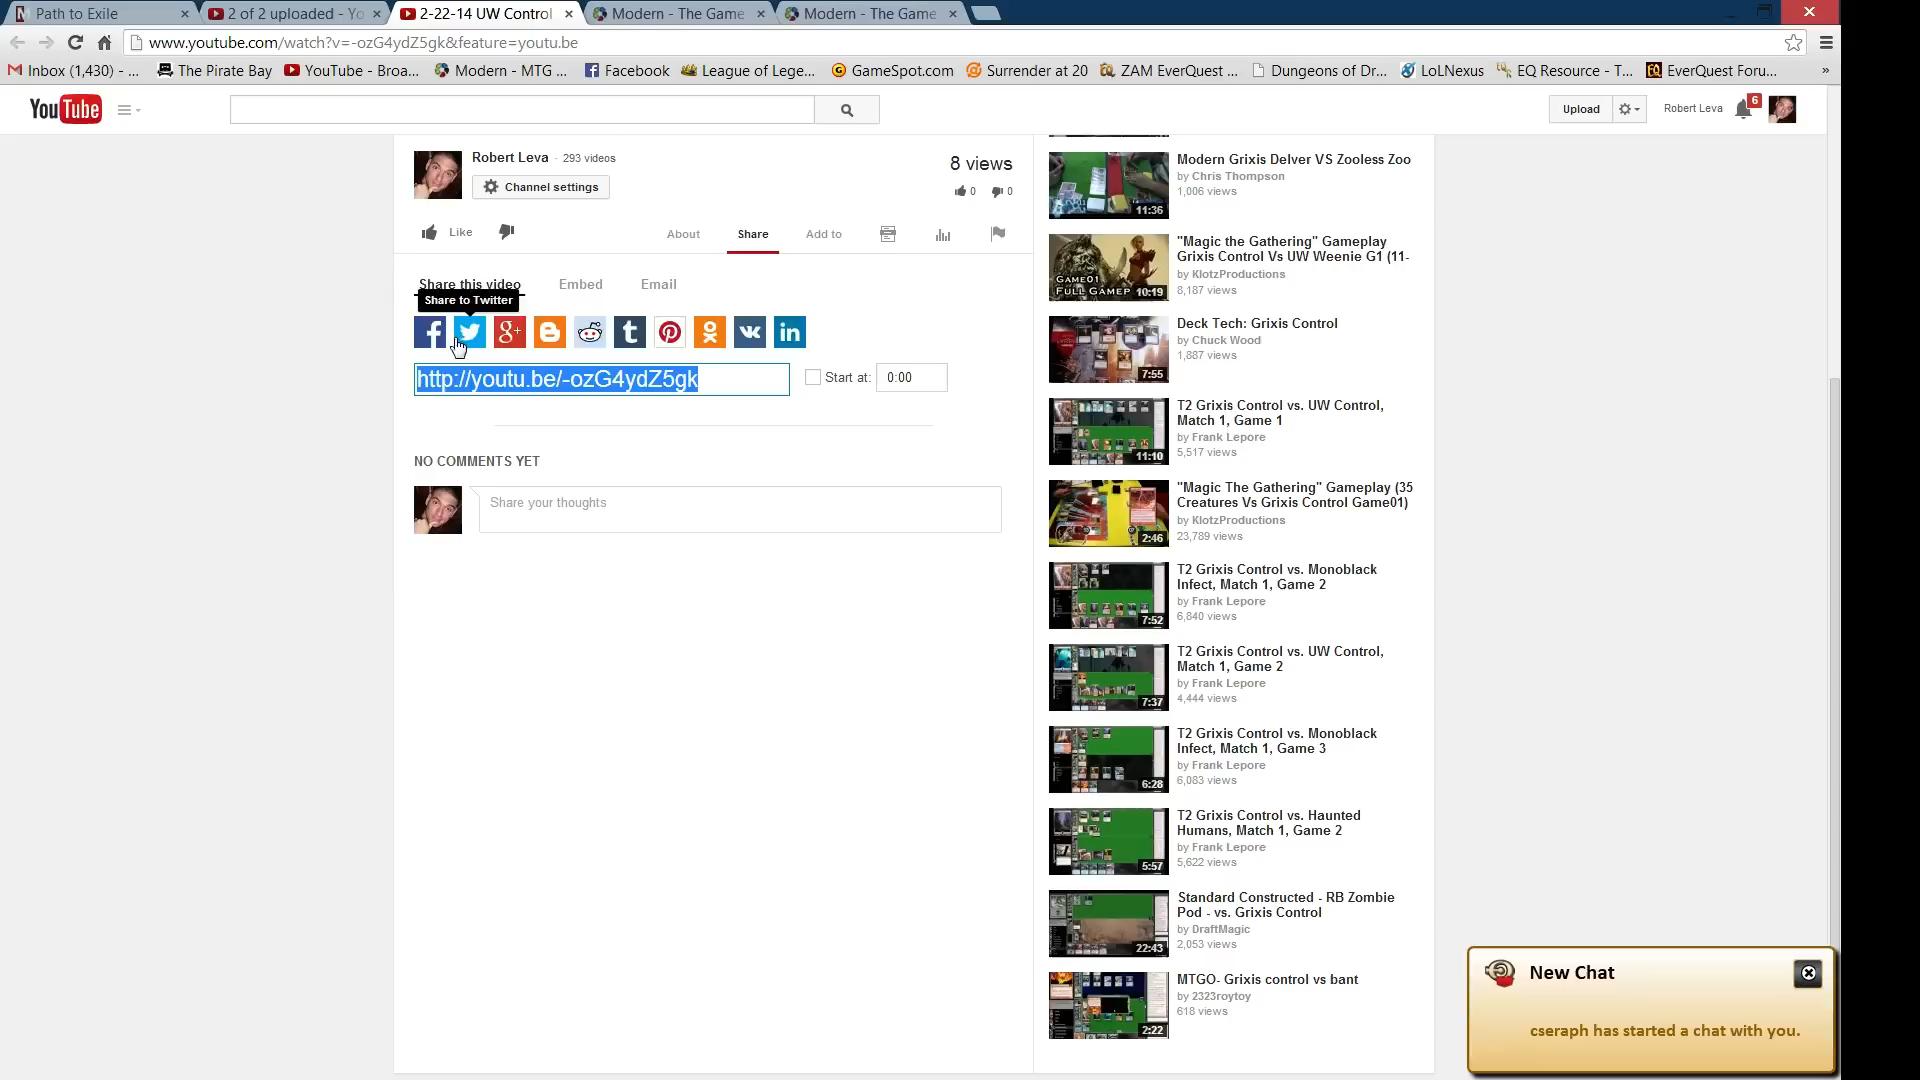 Path to Exile
2 of 2 uploaded - Yo
2-22-14 UW Control
Modern - The Game
Modern - The Game
www.youtube.com/watch?v=-ozG4ydZ5gk&feature=youtu.be
Inbox (1,430) - ...
The Pirate Bay
YouTube - Broa...
Modern - MTG ...
Facebook
League of Lege...
GameSpot.com
Surrender at 20
ZAM EverQuest ...
Dungeons of Dr...
LoLNexus
EQ Resource - T...
EverQuest Foru...
»
YouTube
Upload
Robert Leva
6
Robert Leva · 293 videos
Channel settings
8 views
0
0
Like
About
Share
Add to
Share this video
Embed
Email
Share to Twitter
http://youtu.be/-ozG4ydZ5gk
Start at:
0:00
NO COMMENTS YET
Share your thoughts
11:36
Modern Grixis Delver VS Zooless Zoo
by Chris Thompson
1,006 views
GAME01
FULL GAMEP
10:19
"Magic the Gathering" Gameplay
Grixis Control Vs UW Weenie G1 (11-
by KlotzProductions
8,187 views
7:55
Deck Tech: Grixis Control
by Chuck Wood
1,887 views
11:10
T2 Grixis Control vs. UW Control,
Match 1, Game 1
by Frank Lepore
5,517 views
2:46
"Magic The Gathering" Gameplay (35
Creatures Vs Grixis Control Game01)
by KlotzProductions
23,789 views
7:52
T2 Grixis Control vs. Monoblack
Infect, Match 1, Game 2
by Frank Lepore
6,840 views
7:37
T2 Grixis Control vs. UW Control,
Match 1, Game 2
by Frank Lepore
4,444 views
6:28
T2 Grixis Control vs. Monoblack
Infect, Match 1, Game 3
by Frank Lepore
6,083 views
5:57
T2 Grixis Control vs. Haunted
Humans, Match 1, Game 2
by Frank Lepore
5,622 views
22:43
Standard Constructed - RB Zombie
Pod - vs. Grixis Control
by DraftMagic
2,053 views
2:22
MTGO- Grixis control vs bant
by 2323roytoy
618 views
New Chat
cseraph has started a chat with you.